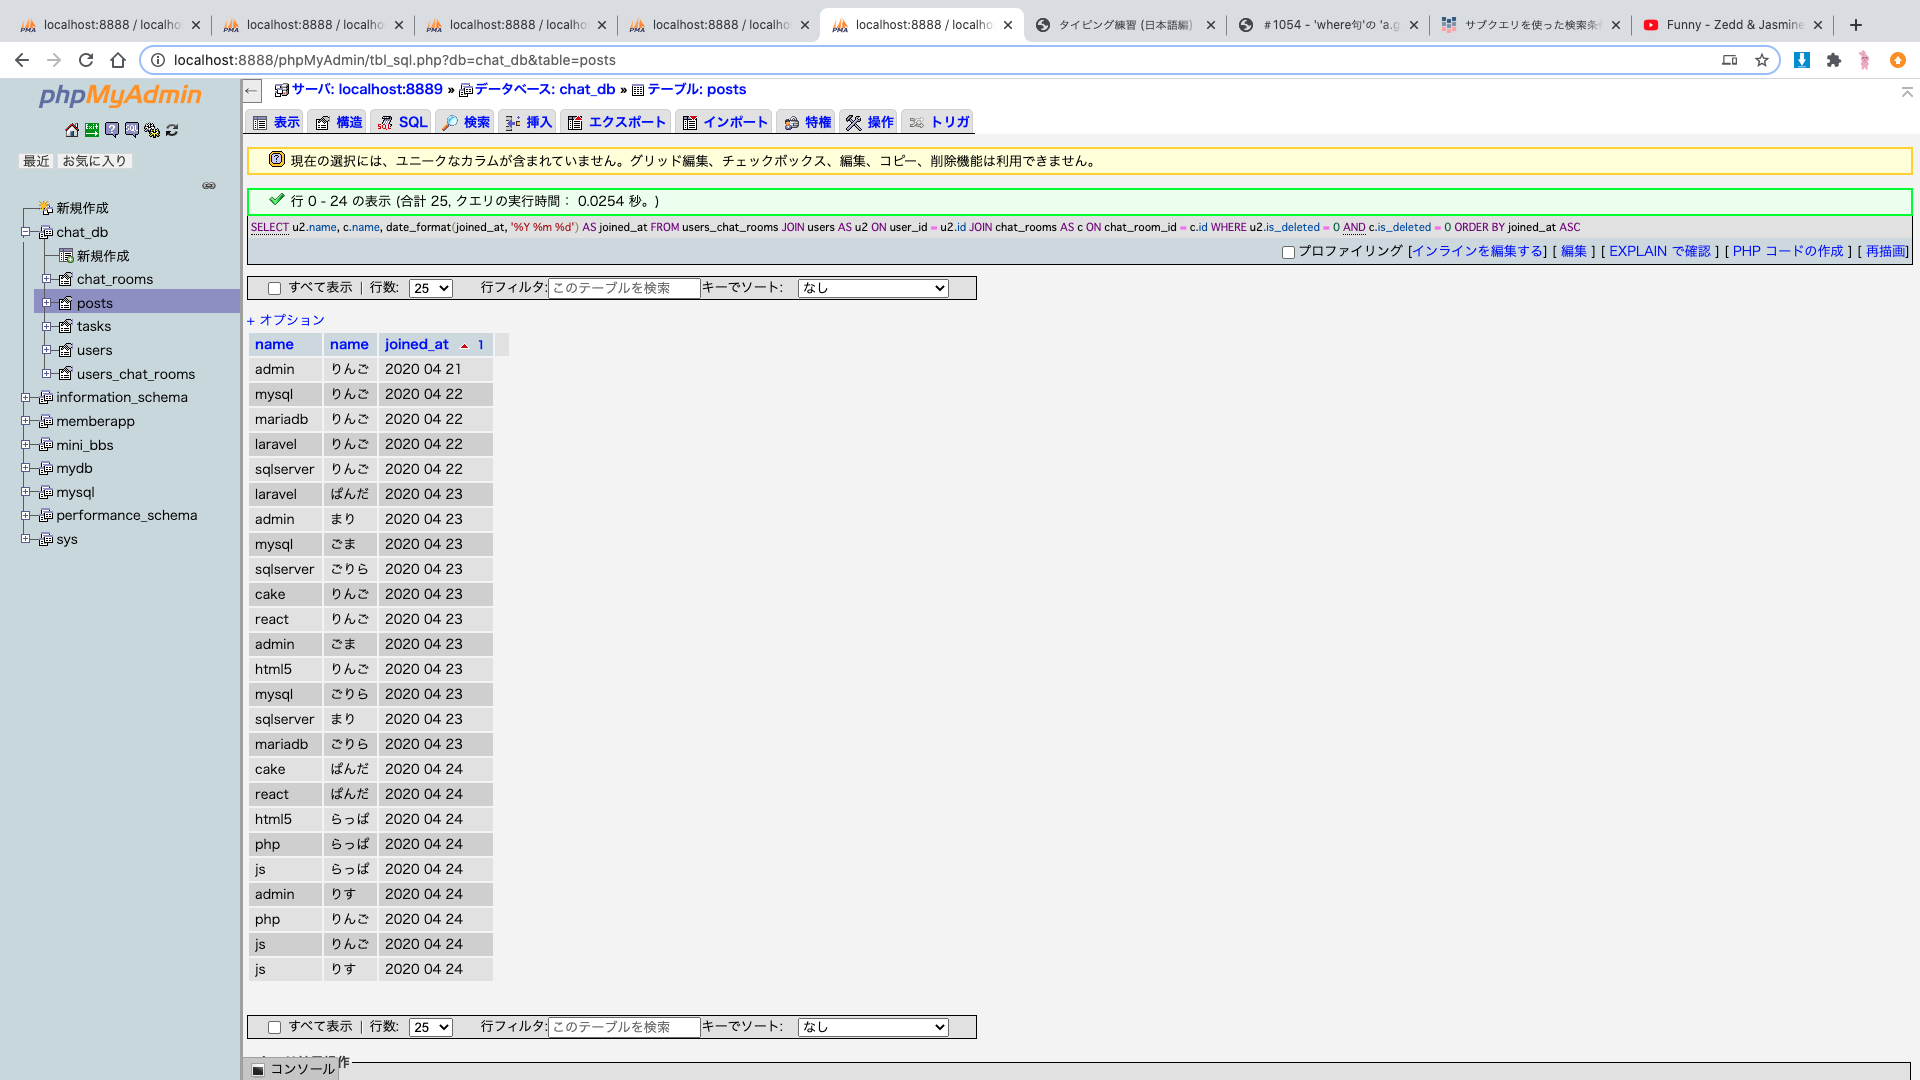 localhost:8888 / localho
localhost:8888 / localho
localhost:8888 / localho
localhost:8888 / localho
localhost:8888 / localho
タイピング練習 (日本語編)
#1054 - 'where句'の 'a.g
サブクエリを使った検索条
Funny - Zedd & Jasmine
localhost:8888/phpMyAdmin/tbl_sql.php?db=chat_db&table=posts
phpMyAdmin
最近 お気に入り
新規作成
chat_db
新規作成
chat_rooms
posts
tasks
users
users_chat_rooms
information_schema
memberapp
mini_bbs
mydb
mysql
performance_schema
sys
サーバ: localhost:8889 » データベース: chat_db » テーブル: posts
表示 構造 SQL 検索 挿入 エクスポート インポート 特権 操作 トリガ
現在の選択には、ユニークなカラムが含まれていません。グリッド編集、チェックボックス、編集、コピー、削除機能は利用できません。
行 0 - 24 の表示 (合計 25, クエリの実行時間： 0.0254 秒。)
SELECT u2.name, c.name, date_format(joined_at, '%Y %m %d') AS joined_at FROM users_chat_rooms JOIN users AS u2 ON user_id = u2.id JOIN chat_rooms AS c ON chat_room_id = c.id WHERE u2.is_deleted = 0 AND c.is_deleted = 0 ORDER BY joined_at ASC
プロファイリング [インラインを編集する] [ 編集 ] [ EXPLAIN で確認 ] [ PHP コードの作成 ] [ 再描画]
すべて表示 | 行数: 25 行フィルタ: このテーブルを検索 キーでソート: なし
+ オプション
name name joined_at 1
admin りんご 2020 04 21
mysql りんご 2020 04 22
mariadb りんご 2020 04 22
laravel りんご 2020 04 22
sqlserver りんご 2020 04 22
laravel ぱんだ 2020 04 23
admin まり 2020 04 23
mysql ごま 2020 04 23
sqlserver ごりら 2020 04 23
cake りんご 2020 04 23
react りんご 2020 04 23
admin ごま 2020 04 23
html5 りんご 2020 04 23
mysql ごりら 2020 04 23
sqlserver まり 2020 04 23
mariadb ごりら 2020 04 23
cake ぱんだ 2020 04 24
react ぱんだ 2020 04 24
html5 らっぱ 2020 04 24
php らっぱ 2020 04 24
js らっぱ 2020 04 24
admin りす 2020 04 24
php りんご 2020 04 24
js りんご 2020 04 24
js りす 2020 04 24
すべて表示 | 行数: 25 行フィルタ: このテーブルを検索 キーでソート: なし
コンソール